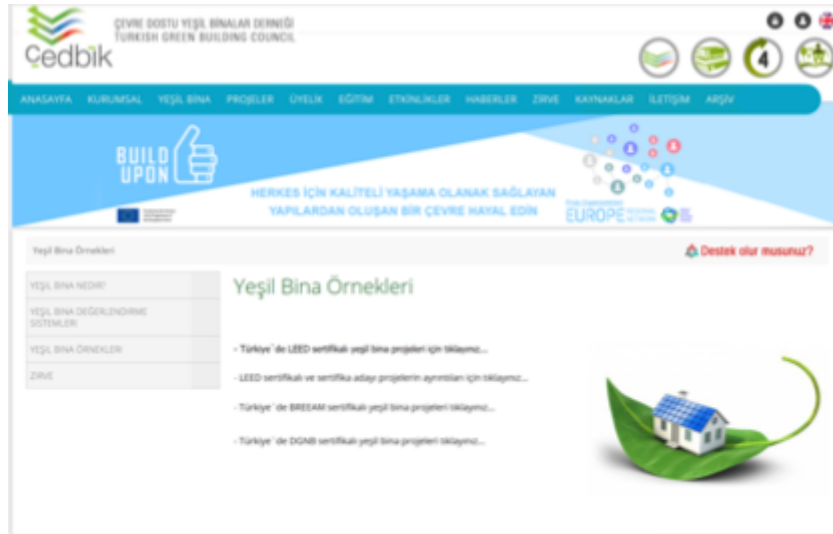 çedbik
ÇEVRE DOSTU YEŞİL BİNALAR DERNEĞİ
TURKISH GREEN BUILDING COUNCIL
4
ANASAYFA KURUMSAL YEŞİL BİNA PROJELER ÜYELİK EĞİTİM ETKİNLİKLER HABERLER ZİRVE KAYNAKLAR İLETİŞİM ARŞİV
BUILD
UPON
HERKES İÇİN KALİTELİ YAŞAMA OLANAK SAĞLAYAN
YAPILARDAN OLUŞAN BİR ÇEVRE HAYAL EDİN
EUROPE REGIONAL NETWORK
Yeşil Bina Örnekleri
Destek olur musunuz?
YEŞİL BİNA NEDİR?
YEŞİL BİNA DEĞERLENDİRME
SİSTEMLERİ
YEŞİL BİNA ÖRNEKLERİ
ZİRVE
Yeşil Bina Örnekleri
- Türkiye`de LEED sertifikalı yeşil bina projeleri için tıklayınız...
- LEED sertifikalı ve sertifika adayı projelerin ayrıntıları için tıklayınız...
- Türkiye`de BREEAM sertifikalı yeşil bina projeleri tıklayınız...
- Türkiye`de DGNB sertifikalı yeşil bina projeleri tıklayınız...